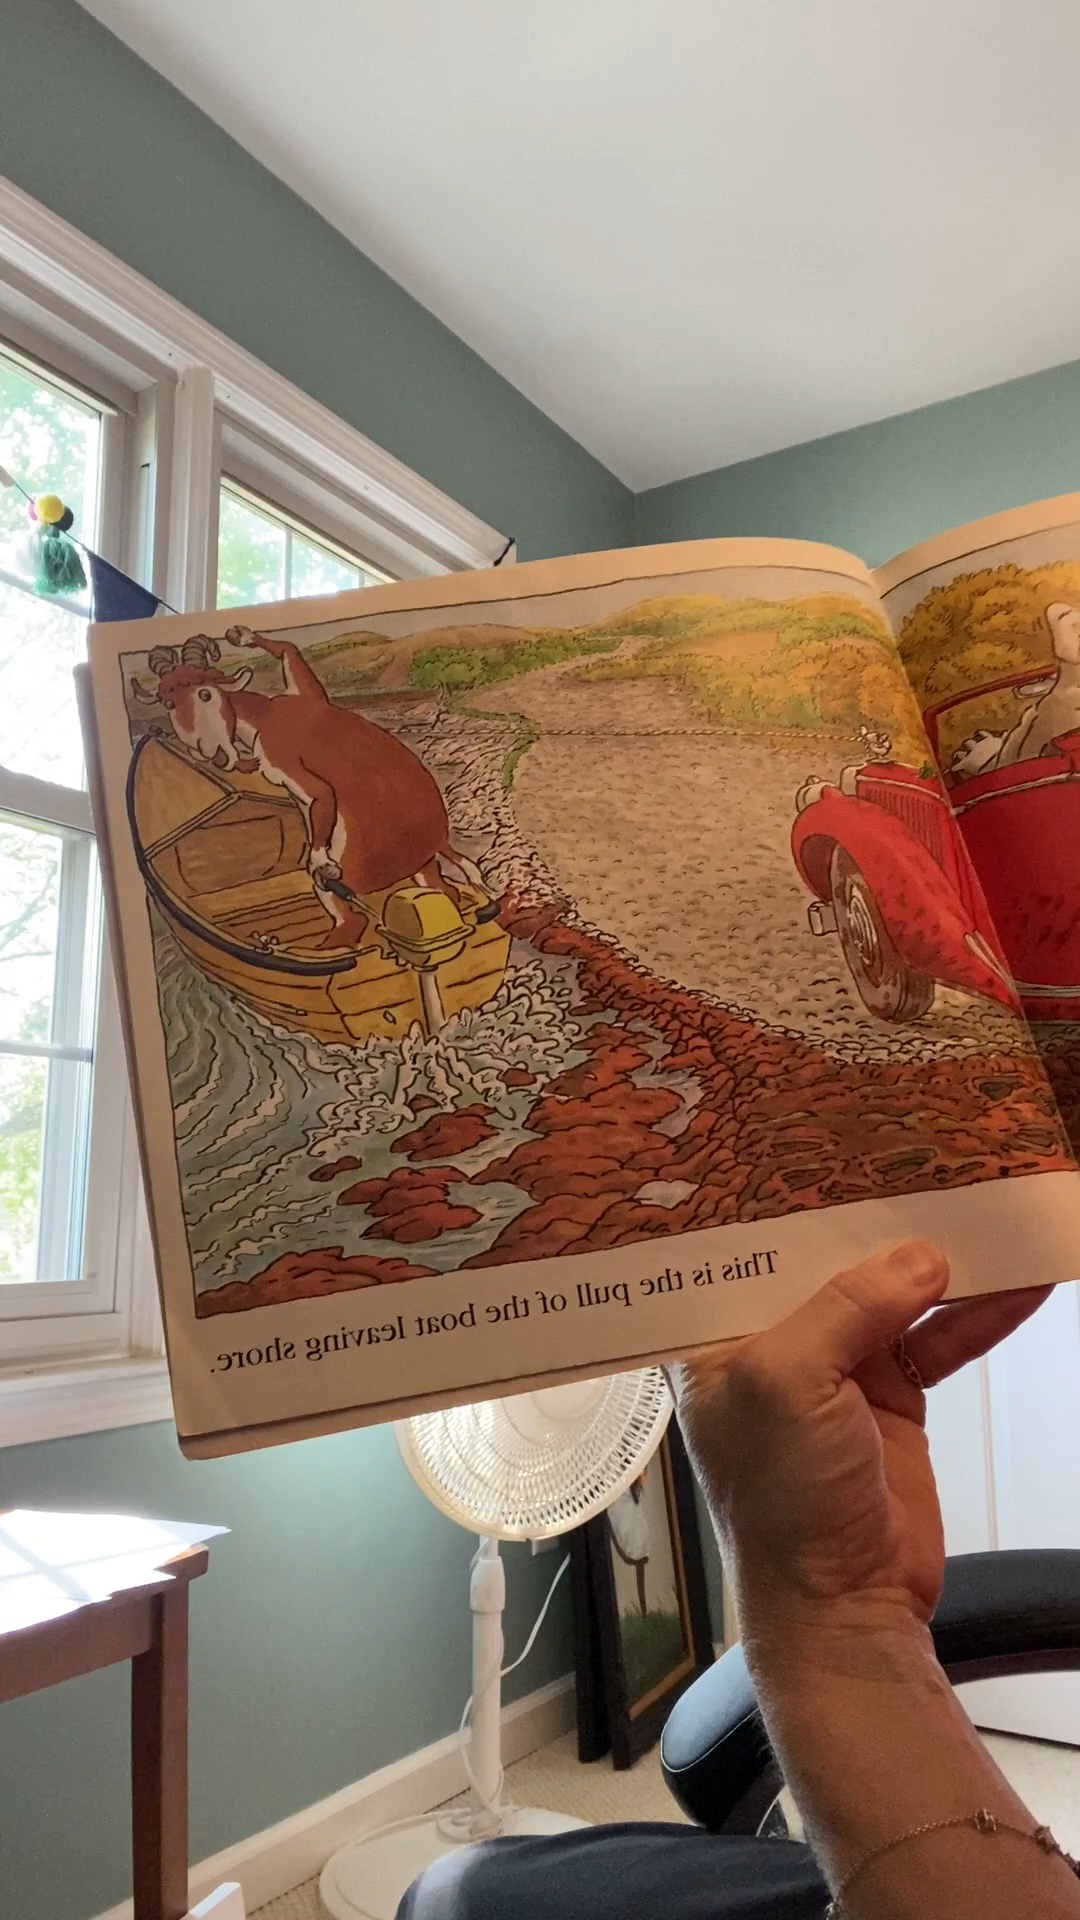 This is the pull of the boat leaving shore.